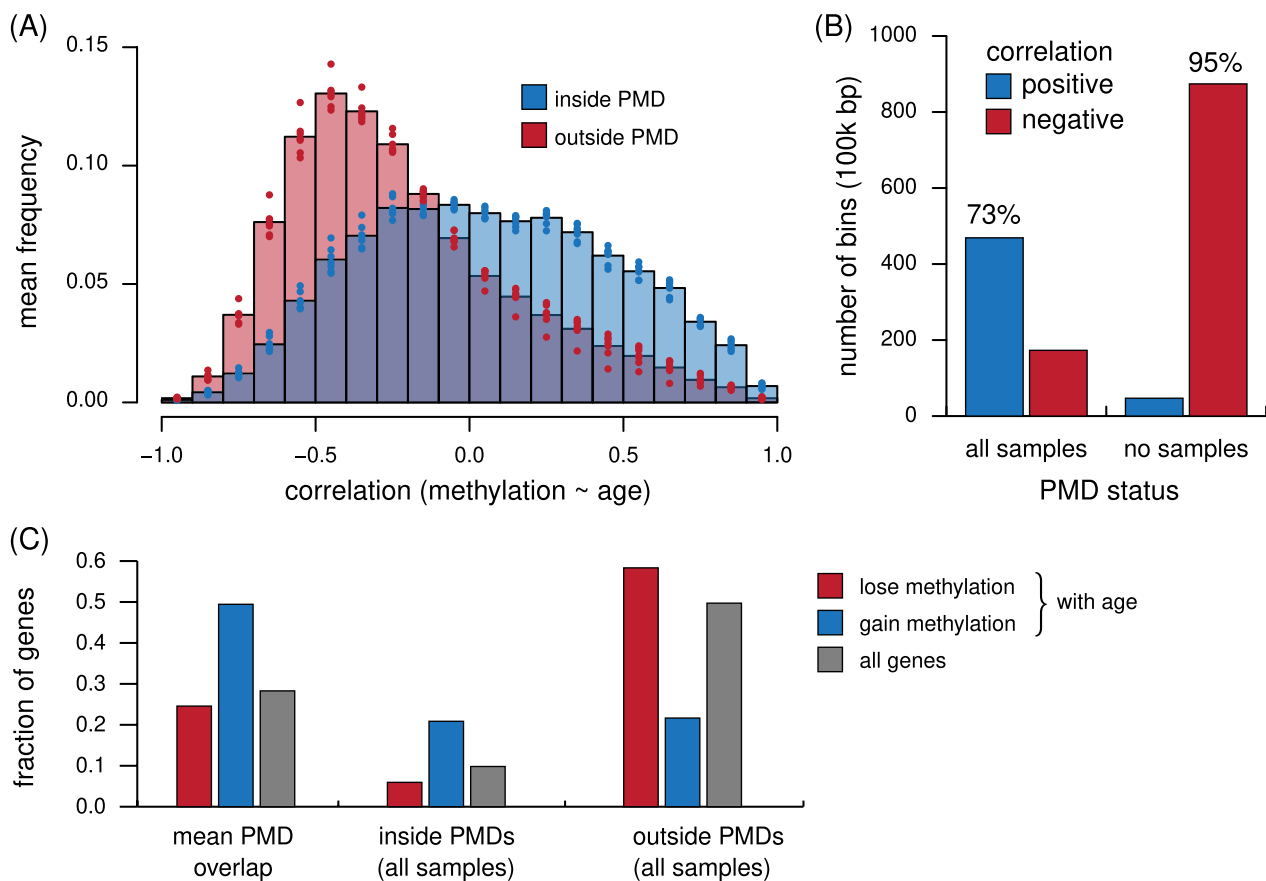 (A)
0.15
0.10
0.05
0.00
mean frequency
inside PMD
outside PMD
−1.0
−0.5
0.0
0.5
1.0
correlation (methylation ~ age)
(B)
1000
800
600
400
200
0
number of bins (100k bp)
correlation
positive
negative
73%
95%
all samples
no samples
PMD status
(C)
0.6
0.5
0.4
0.3
0.2
0.1
0.0
fraction of genes
mean PMD
overlap
inside PMDs
(all samples)
outside PMDs
(all samples)
lose methylation
gain methylation
with age
all genes